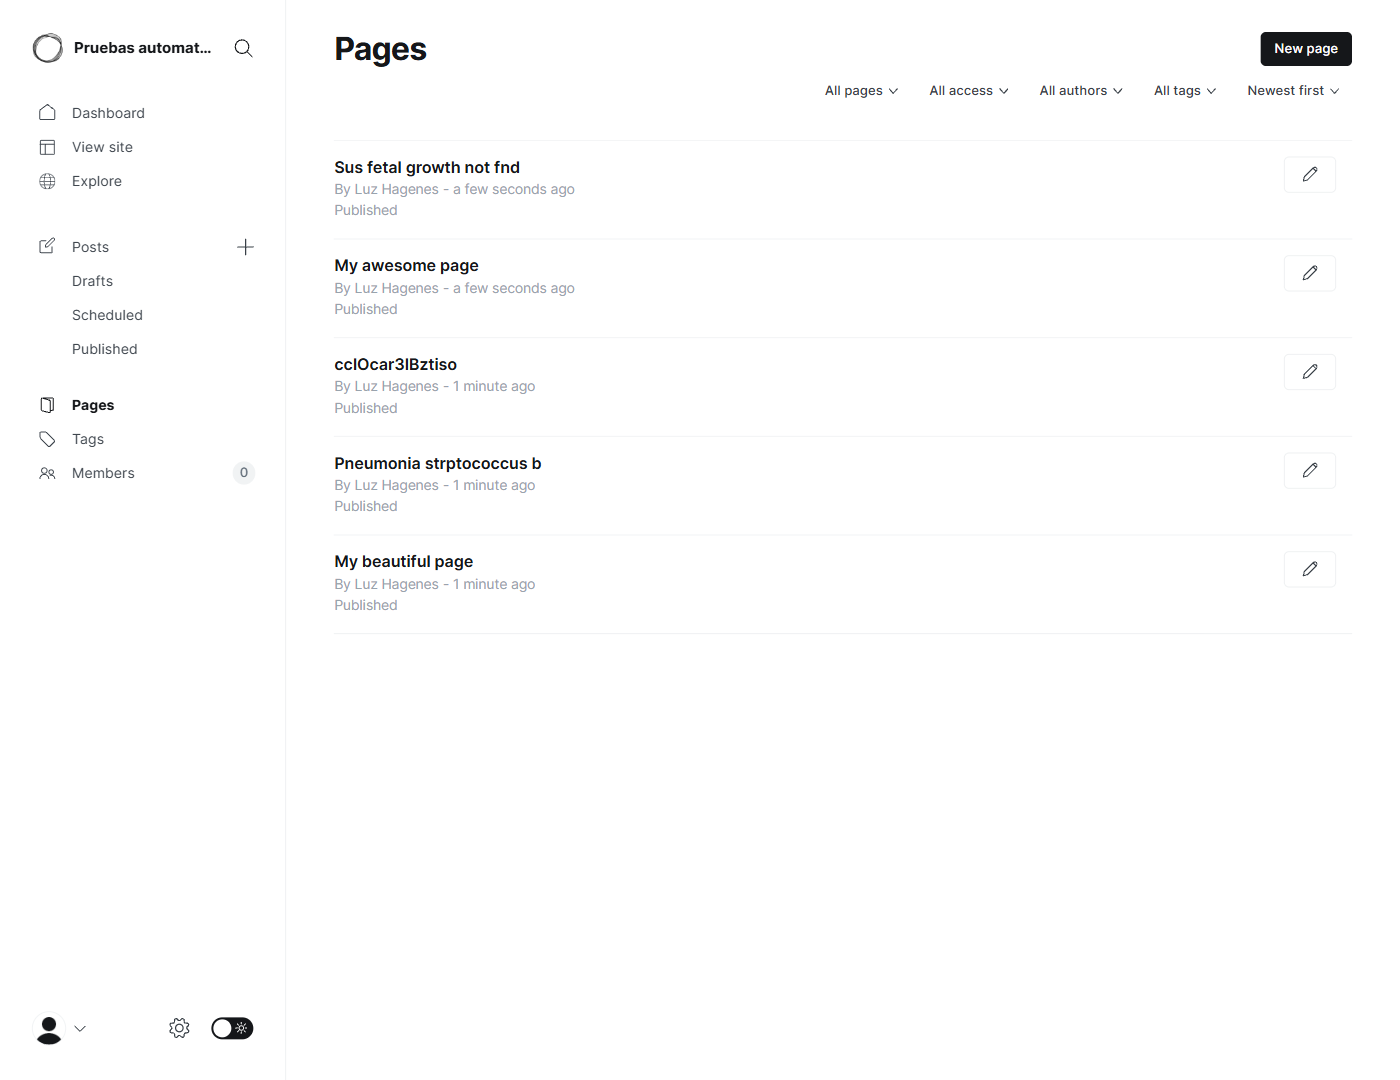 Pruebas automat...
Dashboard
View site
Explore
Posts
Drafts
Scheduled
Published
Pages
Tags
Members 0
Pages
New page
All pages All access All authors All tags Newest first
Sus fetal growth not fnd
By Luz Hagenes - a few seconds ago
Published
My awesome page
By Luz Hagenes - a few seconds ago
Published
cclOcar3lBztiso
By Luz Hagenes - 1 minute ago
Published
Pneumonia strptococcus b
By Luz Hagenes - 1 minute ago
Published
My beautiful page
By Luz Hagenes - 1 minute ago
Published